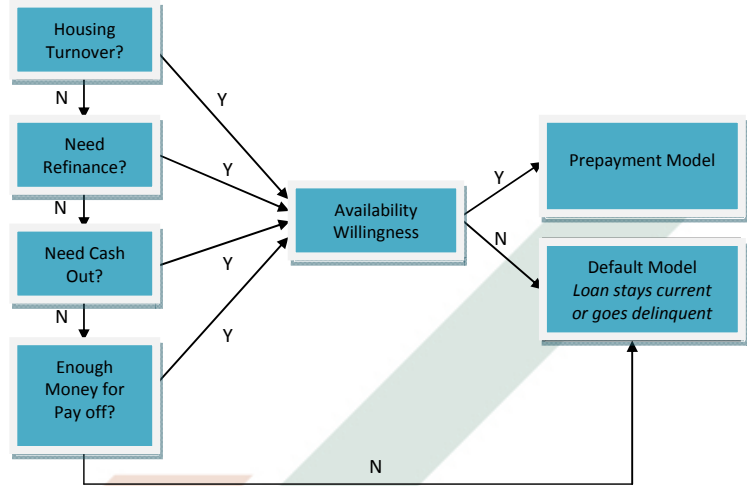 Housing
Turnover?
N
Y
Need
Refinance?
Y
N
Need Cash
Out?
Y
N
Enough
Money for
Pay off?
Y
Availability
Willingness
Y
Prepayment Model
N
Default Model
Loan stays current
or goes delinquent
N